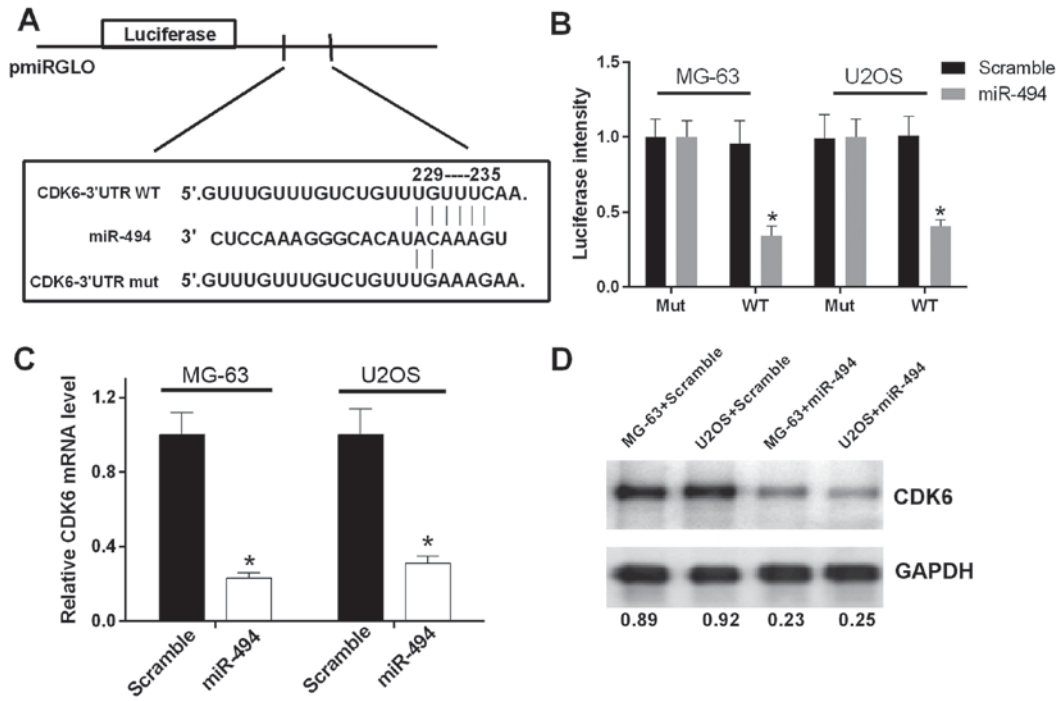 A
Luciferase
pmiRGLO
229----235
CDK6-3'UTR WT 5'.GUUUGUUUGUCUGUUUGUUUCAA.
miR-494 3' CUCCAAAGGGCACAUACAAAGU
CDK6-3'UTR mut 5'.GUUUGUUUGUCUGUUUGAAAGAA.
B
Luciferase intensity
1.5
1.0
0.5
0.0
MG-63
U2OS
Scramble
miR-494
*
*
Mut
WT
Mut
WT
C
Relative CDK6 mRNA level
1.2
0.8
0.4
0.0
MG-63
U2OS
*
*
Scramble
miR-494
Scramble
miR-494
D
MG-63+Scramble
U2OS+Scramble
MG-63+miR-494
U2OS+miR-494
CDK6
GAPDH
0.89 0.92 0.23 0.25